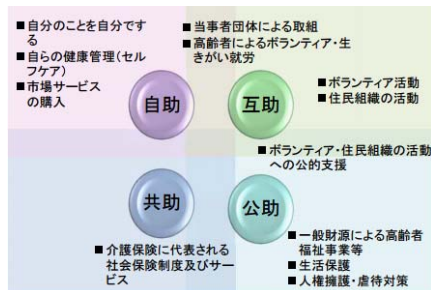 ■自分のことを自分です
る
■自らの健康管理(セル
フケア)
■市場サービス
の購入
■当事者団体による取組
■高齢者によるボランティア・生
きがい就労
自助
互助
■ボランティア活動
■住民組織の活動
■ボランティア・住民組織の活動
への公的支援
共助
公助
■介護保険に代表される
社会保険制度及びサー
ビス
■一般財源による高齢者
福祉事業等
■生活保護
■人権擁護・虐待対策